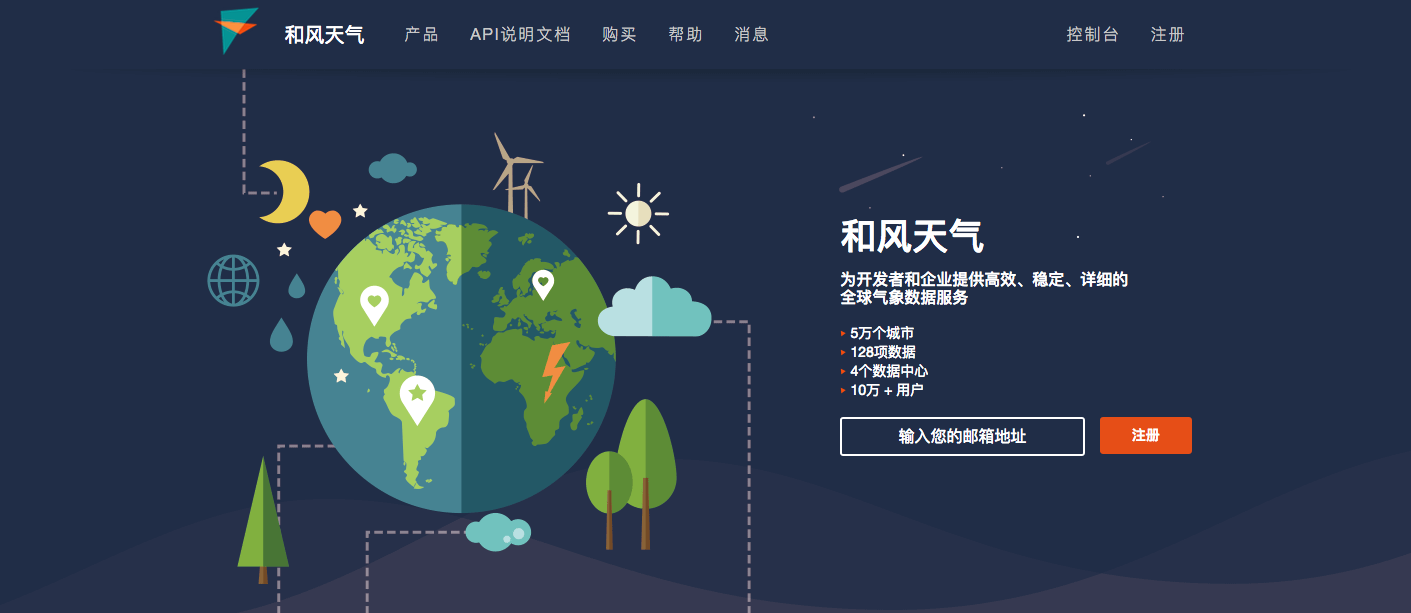 和风天气
产品 API说明文档 购买 帮助 消息 控制台 注册
和风天气
为开发者和企业提供高效、稳定、详细的
全球气象数据服务
5万个城市
128项数据
4个数据中心
10万 + 用户
输入您的邮箱地址 注册